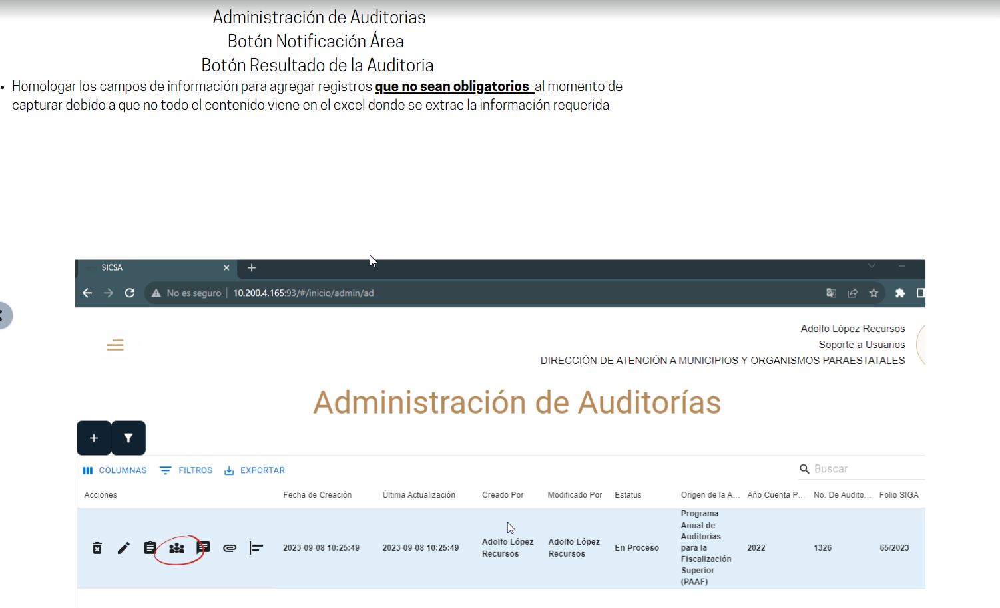 Administración de Auditorias
Botón Notificación Área
Botón Resultado de la Auditoria
• Homologar los campos de información para agregar registros que no sean obligatorios al momento de
capturar debido a que no todo el contenido viene en el excel donde se extrae la información requerida
SICSA
No es seguro 10.200.4.165:93/#/inicio/admin/ad
Adolfo López Recursos
Soporte a Usuarios
DIRECCIÓN DE ATENCIÓN A MUNICIPIOS Y ORGANISMOS PARAESTATALES
Administración de Auditorías
COLUMNAS FILTROS EXPORTAR Buscar
Acciones Fecha de Creación Última Actualización Creado Por Modificado Por Estatus Origen de la A... Año Cuenta P... No. De Audito... Folio SIGA
2023-09-08 10:25:49 2023-09-08 10:25:49 Adolfo López Recursos Adolfo López Recursos En Proceso Programa Anual de Auditorías para la Fiscalización Superior (PAAF) 2022 1326 65/2023